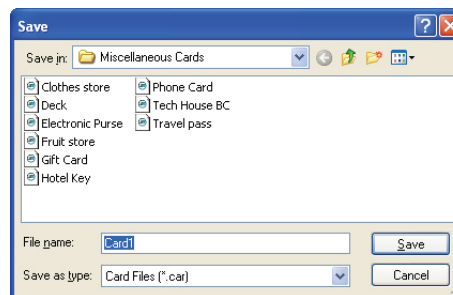 Save
Save in: Miscellaneous Cards
Clothes store
Deck
Electronic Purse
Fruit store
Gift Card
Hotel Key
Phone Card
Tech House BC
Travel pass
File name: Card1 Save
Save as type: Card Files (*.car) Cancel